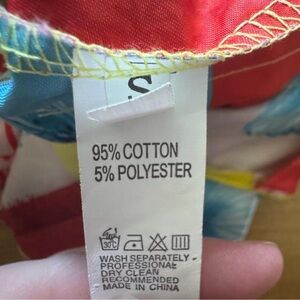 S
95% COTTON
5% POLYESTER
30°C
WASH SEPARATELY
PROFESSIONAL
DRY CLEAN
RECOMMENDED
MADE IN CHINA